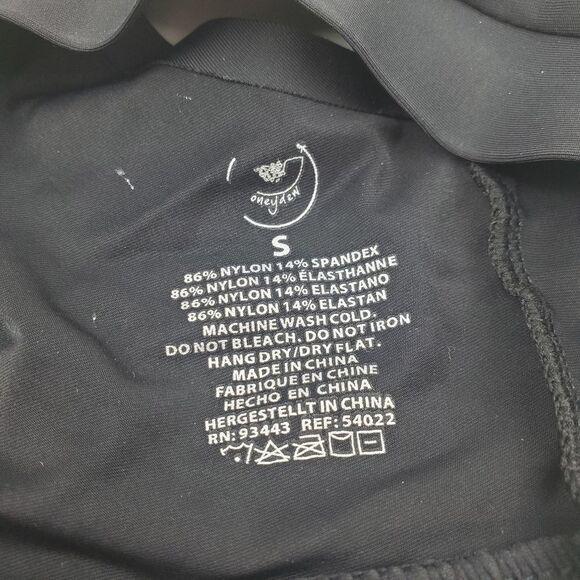 oneydew
S
86% NYLON 14% SPANDEX
86% NYLON 14% ÉLASTHANNE
86% NYLON 14% ELASTANO
86% NYLON 14% ELASTAN
MACHINE WASH COLD.
DO NOT BLEACH. DO NOT IRON
HANG DRY/DRY FLAT.
MADE IN CHINA
FABRIQUE EN CHINE
HECHO EN CHINA
HERGESTELLT IN CHINA
RN: 93443 REF: 54022